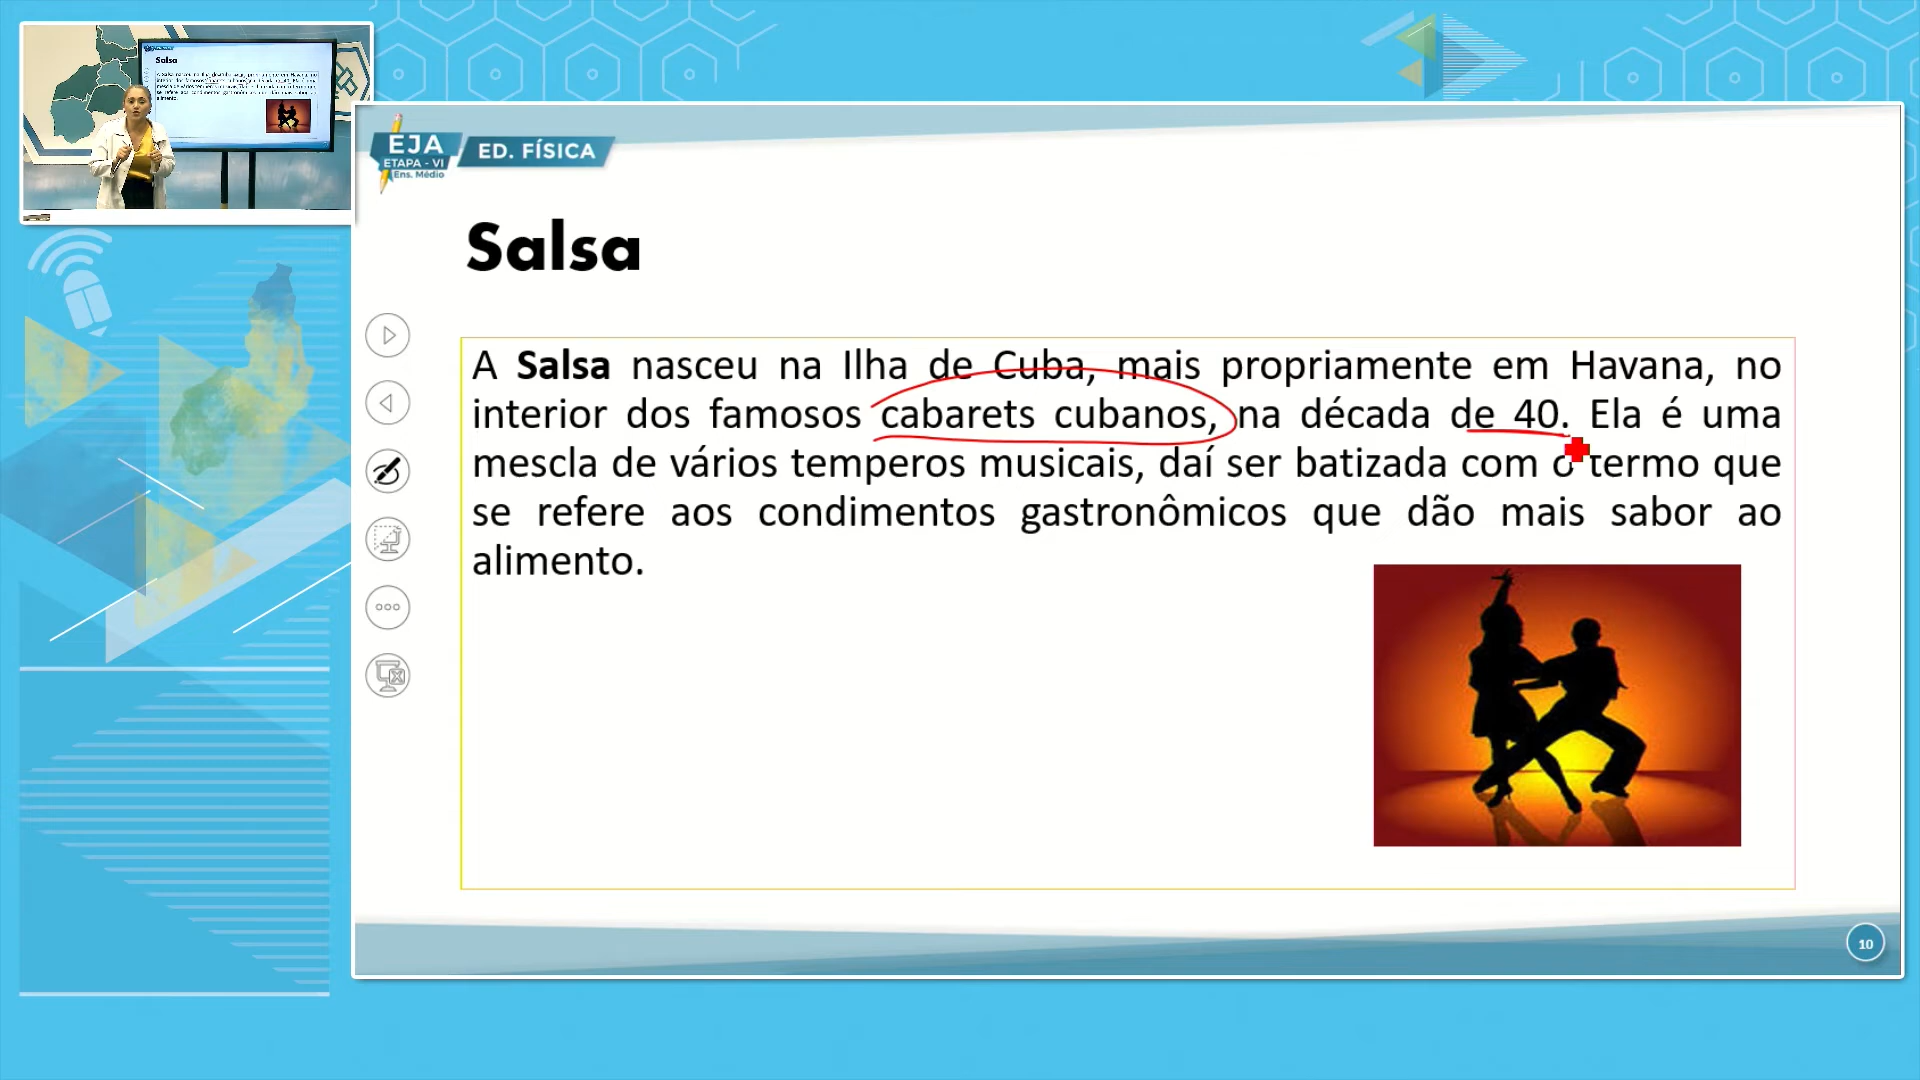 EJA
ETAPA - VI
Ens. Médio
ED. FÍSICA
Salsa
A Salsa nasceu na Ilha de Cuba, mais propriamente em Havana, no
interior dos famosos cabarets cubanos, na década de 40. Ela é uma
mescla de vários temperos musicais, daí ser batizada com o termo que
se refere aos condimentos gastronômicos que dão mais sabor ao
alimento.
10
Salsa